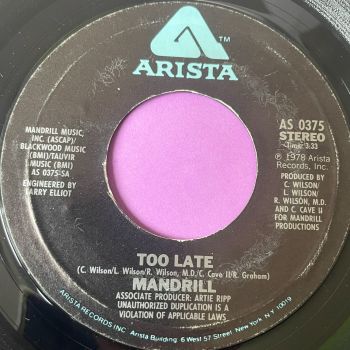 TM
ARISTA
MANDRILL MUSIC,
INC. (ASCAP)/
BLACKWOOD MUSIC
(BMI)/TAUVIR
MUSIC (BMI)
AS 0375-SA
ENGINEERED BY
LARRY ELLIOT
AS 0375
STEREO
Time: 3:33
℗ 1978 Arista
Records, Inc.
PRODUCED BY
C. WILSON/
L. WILSON/
R. WILSON, M.D.
AND C. CAVE II
FOR MANDRILL
PRODUCTIONS
TOO LATE
(C. Wilson/L. Wilson/R. Wilson, M.D./C. Cave II/R. Graham)
MANDRILL
ASSOCIATE PRODUCER: ARTIE RIPP
UNAUTHORIZED DUPLICATION IS A
VIOLATION OF APPLICABLE LAWS.
ARISTA RECORDS INC. Arista Building 6 West 57 Street New York, N.Y. 10019